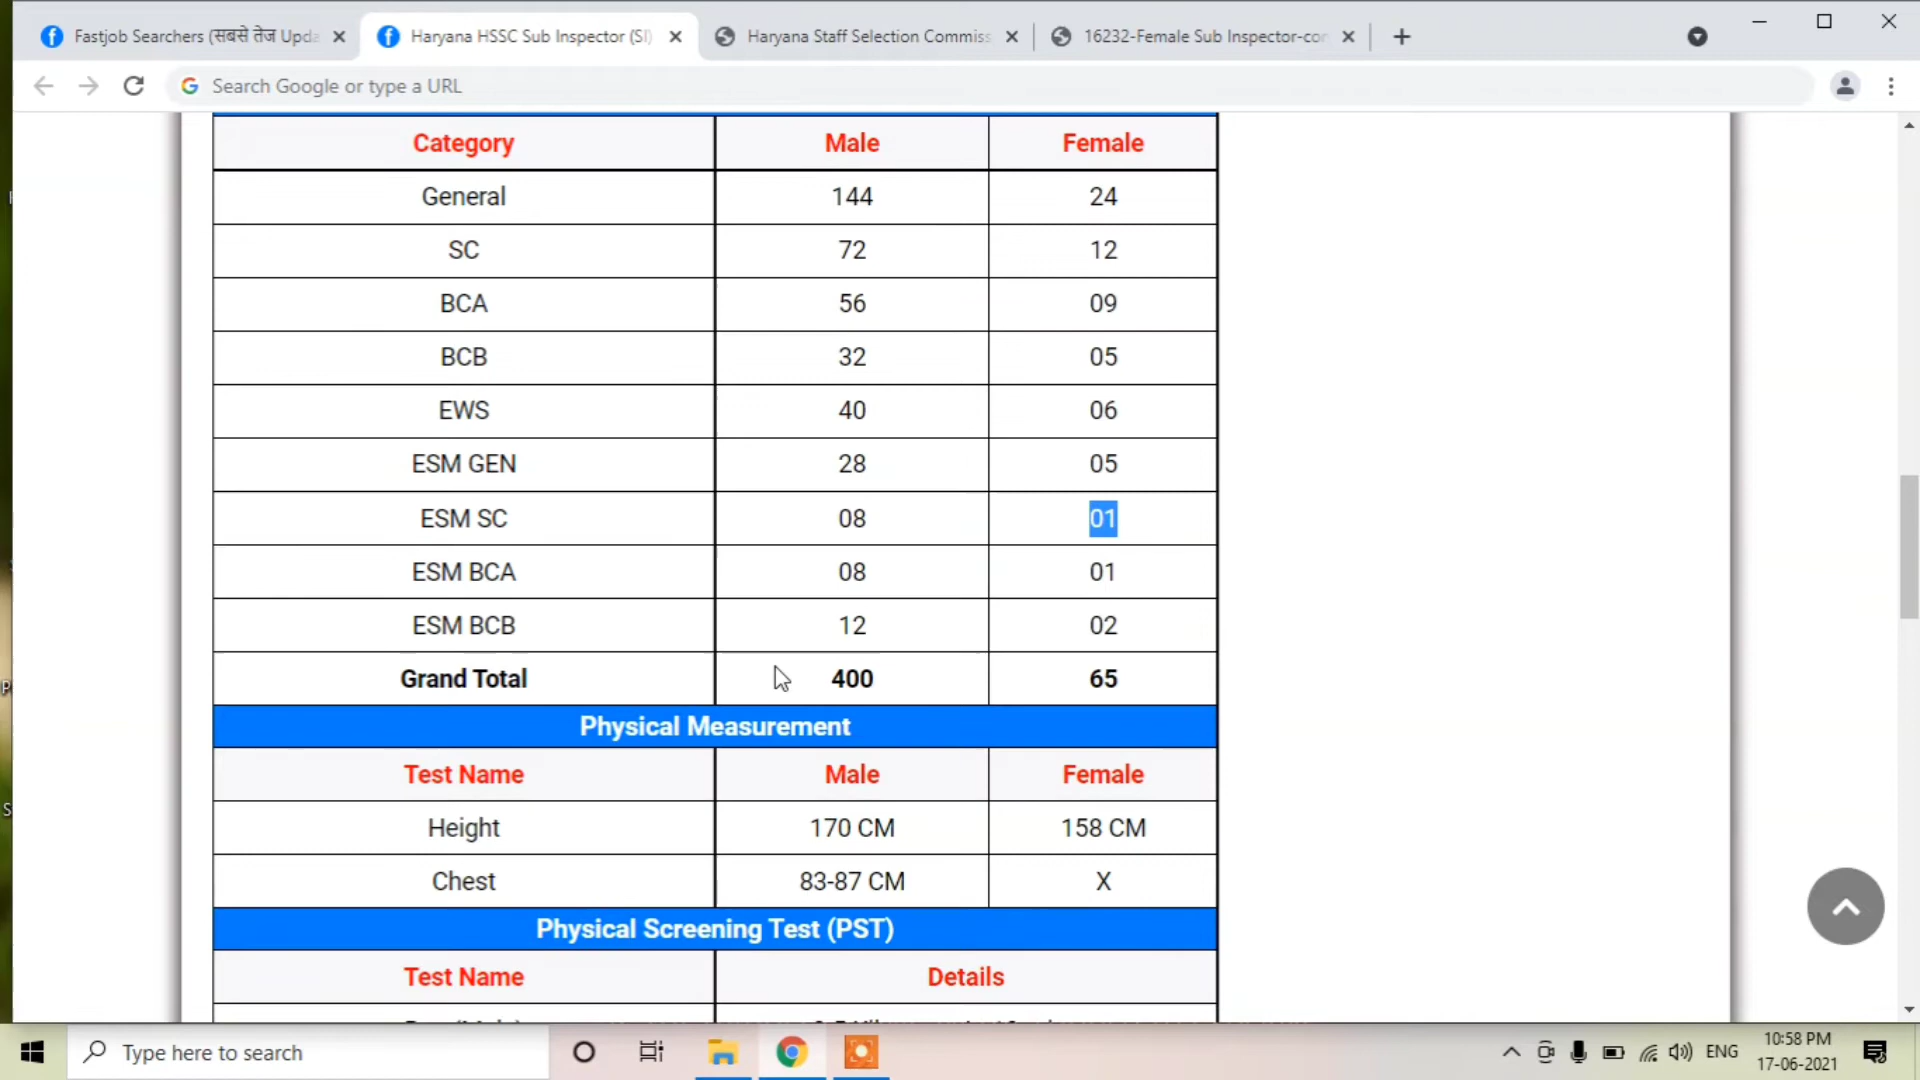 Fastjob Searchers (सबसे तेज Upda
Haryana HSSC Sub Inspector (SI)
Haryana Staff Selection Commiss
16232-Female Sub Inspector-con
Search Google or type a URL
Category Male Female
General 144 24
SC 72 12
BCA 56 09
BCB 32 05
EWS 40 06
ESM GEN 28 05
ESM SC 08 01
ESM BCA 08 01
ESM BCB 12 02
Grand Total 400 65
Physical Measurement
Test Name Male Female
Height 170 CM 158 CM
Chest 83-87 CM X
Physical Screening Test (PST)
Test Name Details
Type here to search
ENG
10:58 PM
17-06-2021